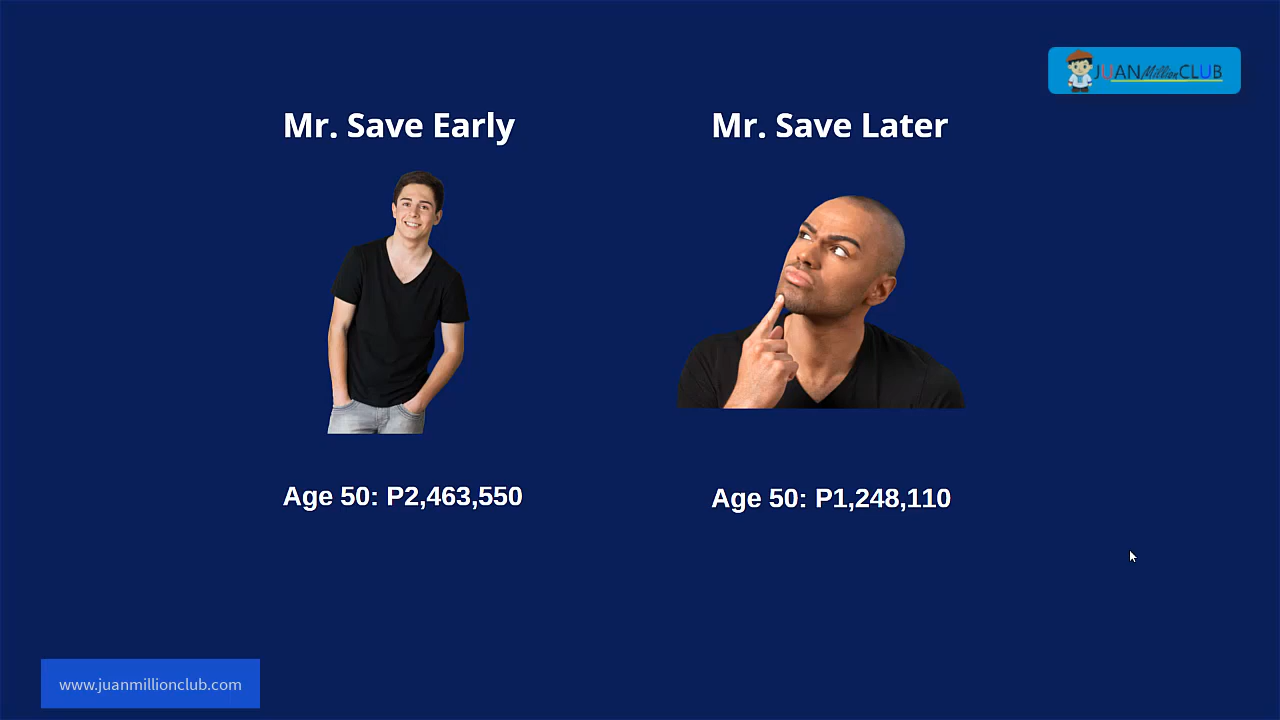 JUAN Million CLUB
Mr. Save Early
Mr. Save Later
Age 50: P2,463,550
Age 50: P1,248,110
www.juanmillionclub.com